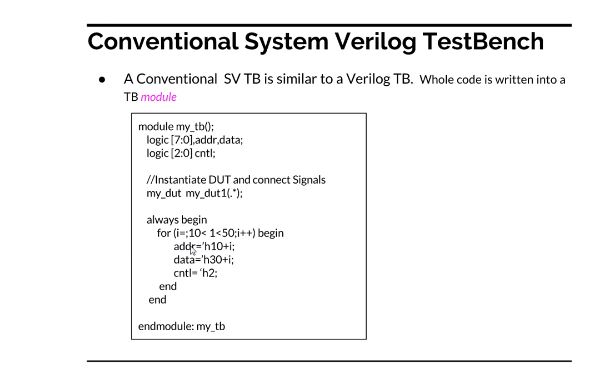 Conventional System Verilog TestBench
● A Conventional SV TB is similar to a Verilog TB. Whole code is written into a
TB module
module my_tb();
logic [7:0],addr,data;
logic [2:0] cntl;
//Instantiate DUT and connect Signals
my_dut my_dut1(.*);
always begin
for (i=;10< 1<50;i++) begin
addr='h10+i;
data='h30+i;
cntl= 'h2;
end
end
endmodule: my_tb